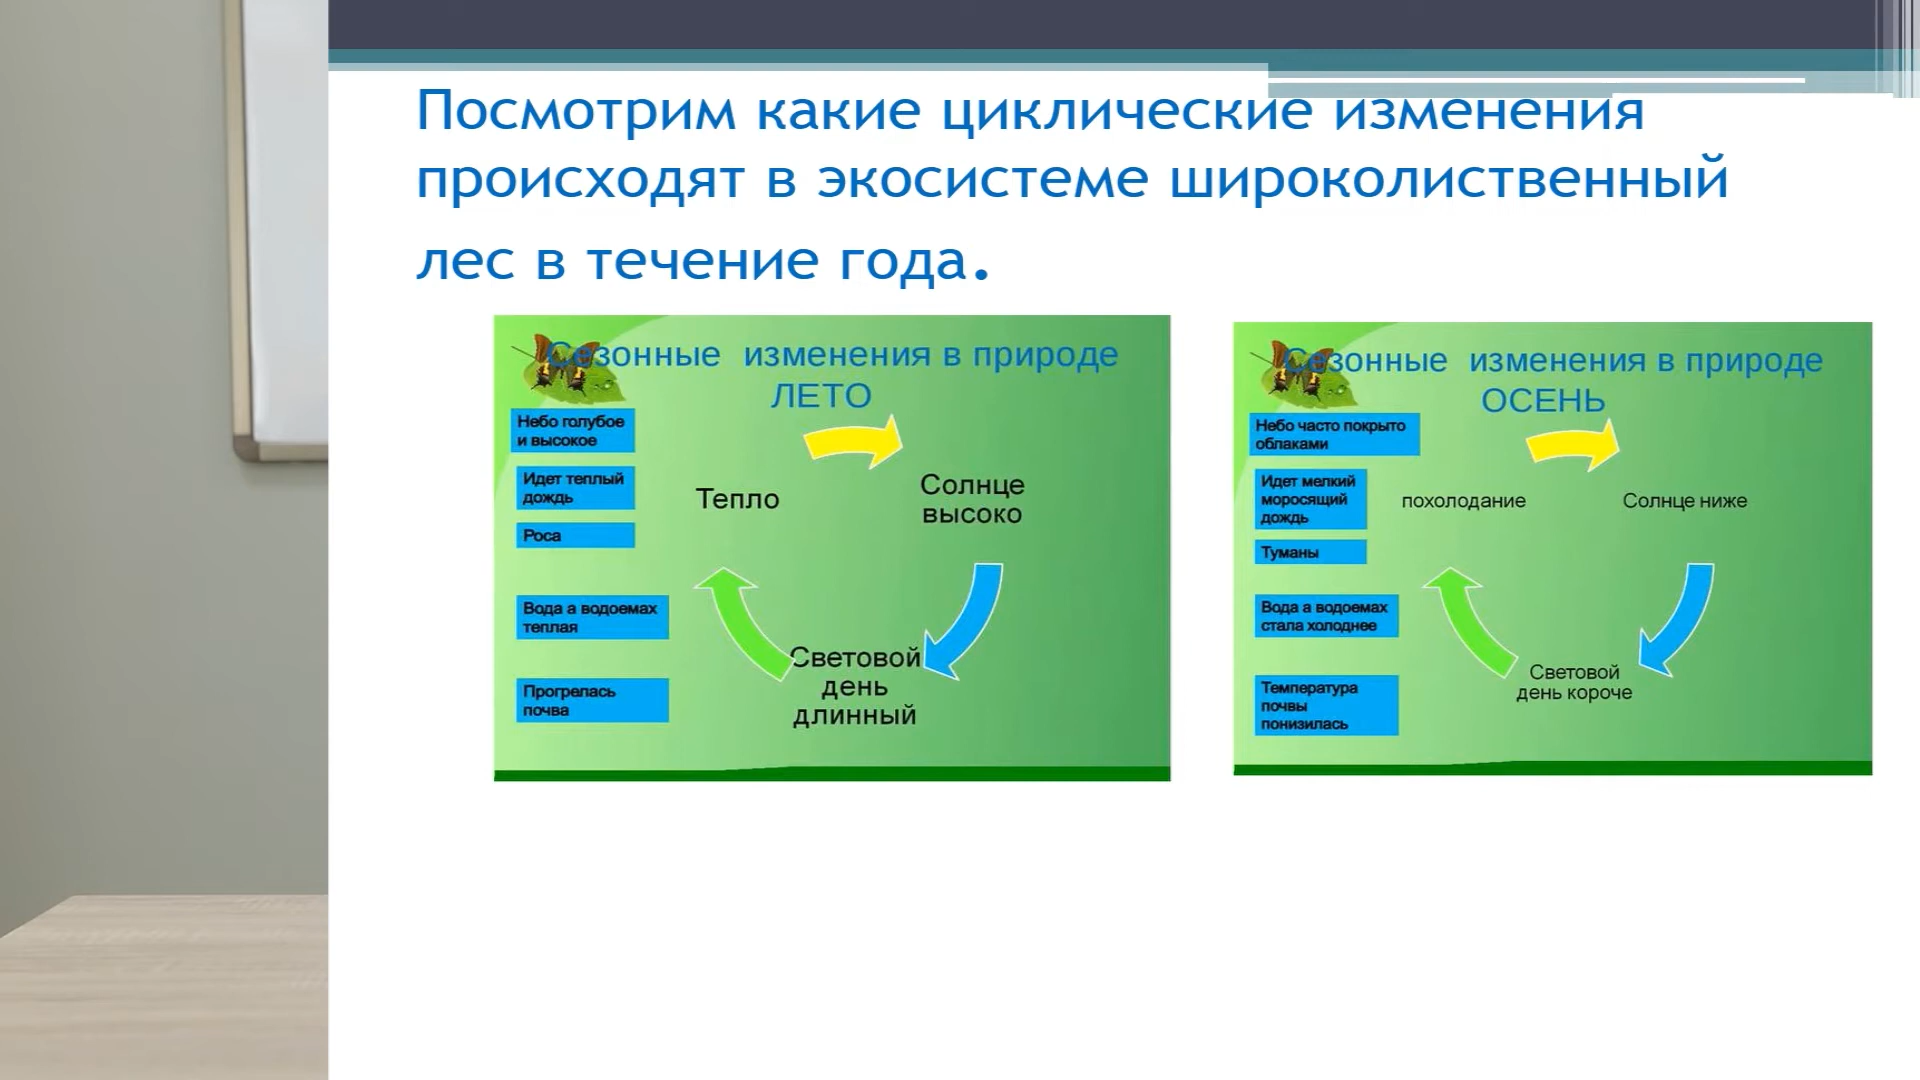 Посмотрим какие циклические изменения
происходят в экосистеме широколиственный
лес в течение года.
Сезонные изменения в природе
ЛЕТО
Небо голубое
и высокое
Идет теплый
дождь
Роса
Вода а водоемах
теплая
Прогрелась
почва
Тепло
Солнце
высоко
Световой
день
длинный
Сезонные изменения в природе
ОСЕНЬ
Небо часто покрыто
облаками
Идет мелкий
моросящий
дождь
Туманы
Вода а водоемах
стала холоднее
Температура
почвы
понизилась
похолодание
Солнце ниже
Световой
день короче